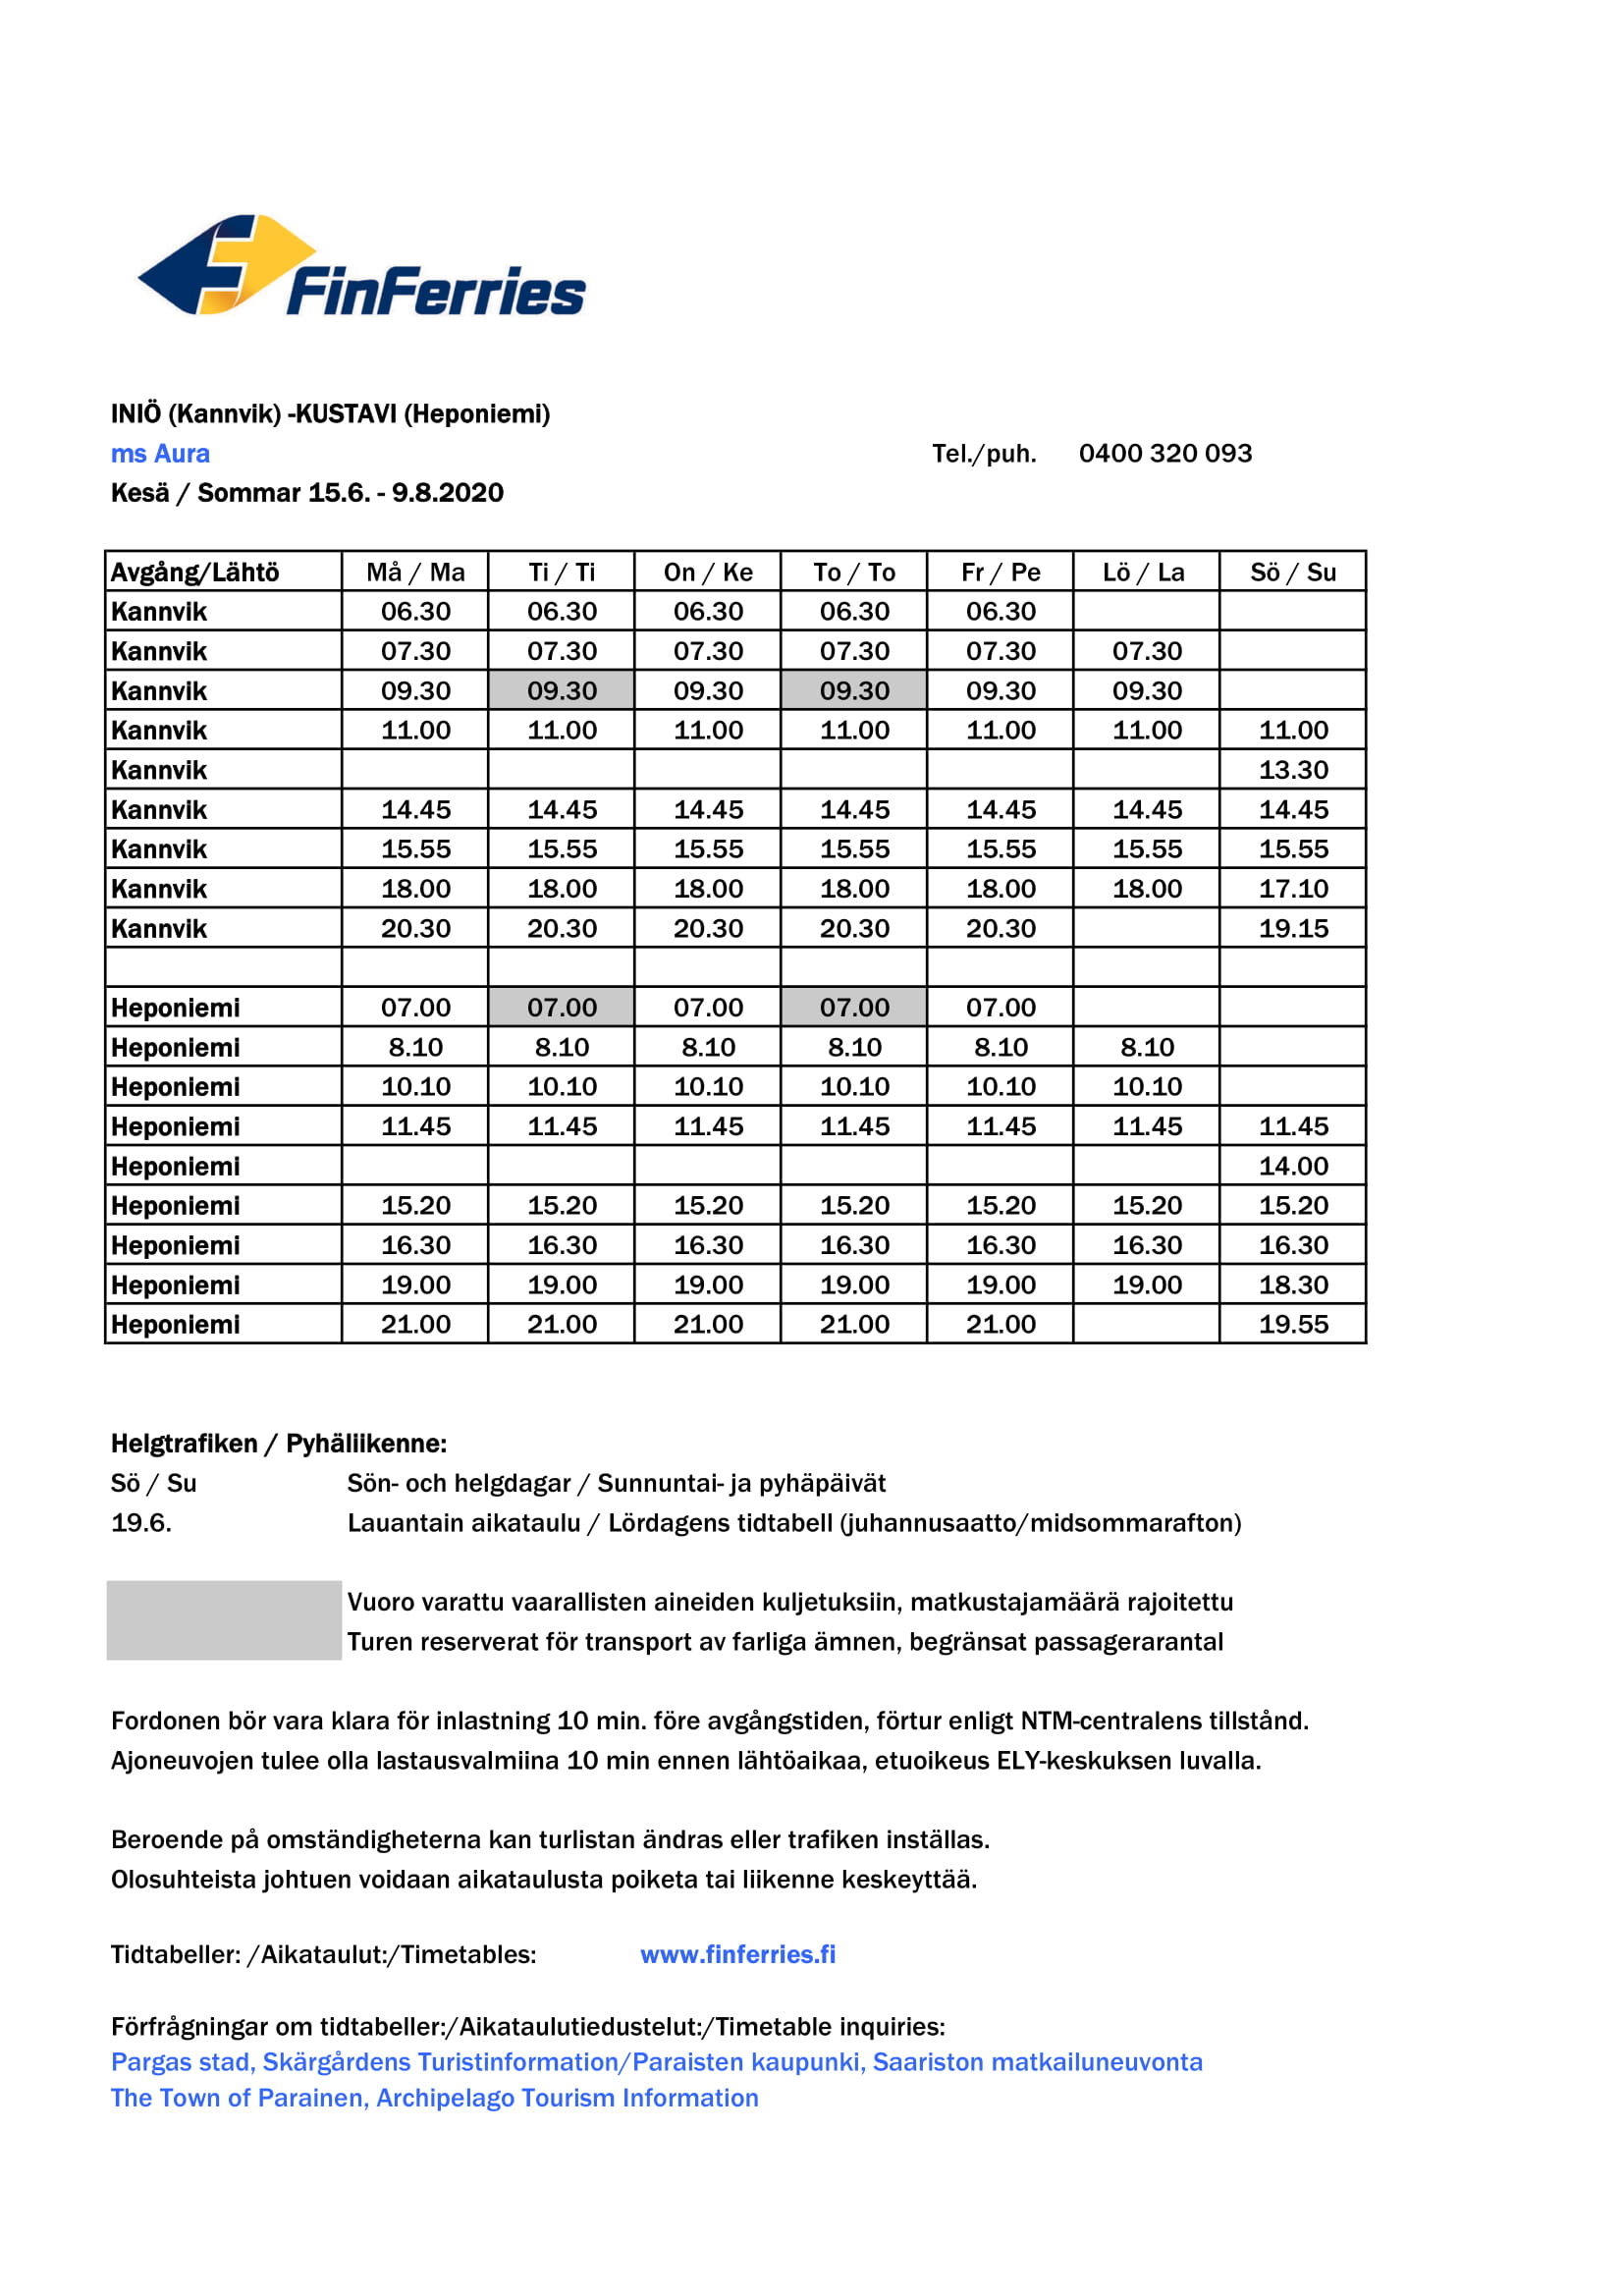 FinFerries
INIÖ (Kannvik) -KUSTAVI (Heponiemi)
ms Aura Tel./puh. 0400 320 093
Kesä / Sommar 15.6. - 9.8.2020
Avgång/Lähtö Må / Ma Ti / Ti On / Ke To / To Fr / Pe Lö / La Sö / Su
Kannvik 06.30 06.30 06.30 06.30 06.30
Kannvik 07.30 07.30 07.30 07.30 07.30 07.30
Kannvik 09.30 09.30 09.30 09.30 09.30 09.30
Kannvik 11.00 11.00 11.00 11.00 11.00 11.00 11.00
Kannvik 13.30
Kannvik 14.45 14.45 14.45 14.45 14.45 14.45 14.45
Kannvik 15.55 15.55 15.55 15.55 15.55 15.55 15.55
Kannvik 18.00 18.00 18.00 18.00 18.00 18.00 17.10
Kannvik 20.30 20.30 20.30 20.30 20.30 19.15
Heponiemi 07.00 07.00 07.00 07.00 07.00
Heponiemi 8.10 8.10 8.10 8.10 8.10 8.10
Heponiemi 10.10 10.10 10.10 10.10 10.10 10.10
Heponiemi 11.45 11.45 11.45 11.45 11.45 11.45 11.45
Heponiemi 14.00
Heponiemi 15.20 15.20 15.20 15.20 15.20 15.20 15.20
Heponiemi 16.30 16.30 16.30 16.30 16.30 16.30 16.30
Heponiemi 19.00 19.00 19.00 19.00 19.00 19.00 18.30
Heponiemi 21.00 21.00 21.00 21.00 21.00 19.55
Helgtrafiken / Pyhäliikenne:
Sö / Su Sön- och helgdagar / Sunnuntai- ja pyhäpäivät
19.6. Lauantain aikataulu / Lördagens tidtabell (juhannusaatto/midsommarafton)
Vuoro varattu vaarallisten aineiden kuljetuksiin, matkustajamäärä rajoitettu
Turen reserverat för transport av farliga ämnen, begränsat passagerarantal
Fordonen bör vara klara för inlastning 10 min. före avgångstiden, förtur enligt NTM-centralens tillstånd.
Ajoneuvojen tulee olla lastausvalmiina 10 min ennen lähtöaikaa, etuoikeus ELY-keskuksen luvalla.
Beroende på omständigheterna kan turlistan ändras eller trafiken inställas.
Olosuhteista johtuen voidaan aikataulusta poiketa tai liikenne keskeyttää.
Tidtabeller: /Aikataulut:/Timetables: www.finferries.fi
Förfrågningar om tidtabeller:/Aikataulutiedustelut:/Timetable inquiries:
Pargas stad, Skärgårdens Turistinformation/Paraisten kaupunki, Saariston matkailuneuvonta
The Town of Parainen, Archipelago Tourism Information